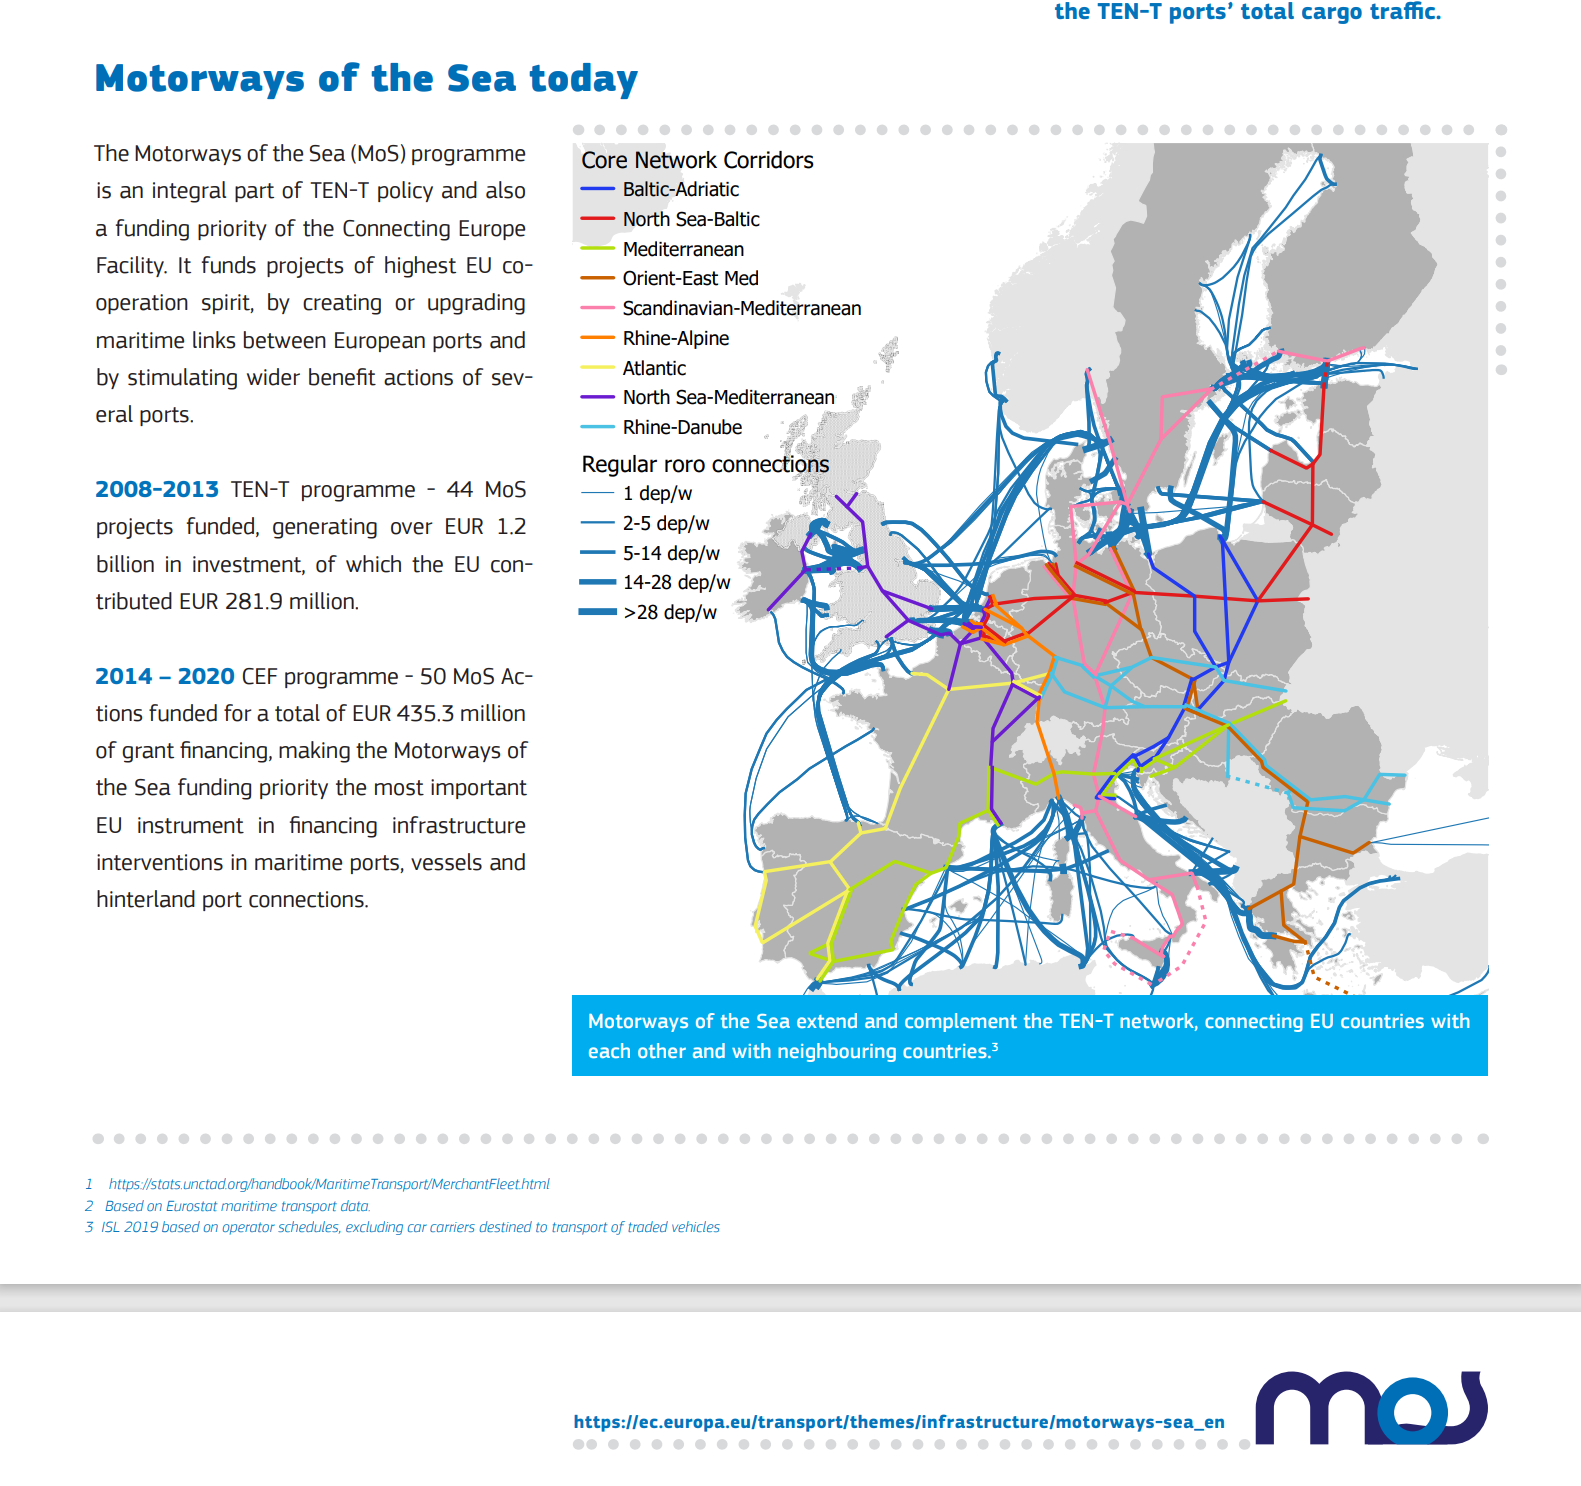 the TEN-T ports' total cargo traffic.
Motorways of the Sea today
The Motorways of the Sea (MoS) programme
is an integral part of TEN-T policy and also
a funding priority of the Connecting Europe
Facility. It funds projects of highest EU co-
operation spirit, by creating or upgrading
maritime links between European ports and
by stimulating wider benefit actions of sev-
eral ports.
2008-2013 TEN-T programme - 44 MoS
projects funded, generating over EUR 1.2
billion in investment, of which the EU con-
tributed EUR 281.9 million.
2014 – 2020 CEF programme - 50 MoS Ac-
tions funded for a total of EUR 435.3 million
of grant financing, making the Motorways of
the Sea funding priority the most important
EU instrument in financing infrastructure
interventions in maritime ports, vessels and
hinterland port connections.
Core Network Corridors
Baltic-Adriatic
North Sea-Baltic
Mediterranean
Orient-East Med
Scandinavian-Mediterranean
Rhine-Alpine
Atlantic
North Sea-Mediterranean
Rhine-Danube
Regular roro connections
1 dep/w
2-5 dep/w
5-14 dep/w
14-28 dep/w
>28 dep/w
Motorways of the Sea extend and complement the TEN-T network, connecting EU countries with
each other and with neighbouring countries.3
1 https://stats.unctad.org/handbook/MaritimeTransport/MerchantFleet.html
2 Based on Eurostat maritime transport data.
3 ISL 2019 based on operator schedules, excluding car carriers destined to transport of traded vehicles
https://ec.europa.eu/transport/themes/infrastructure/motorways-sea_en
mos